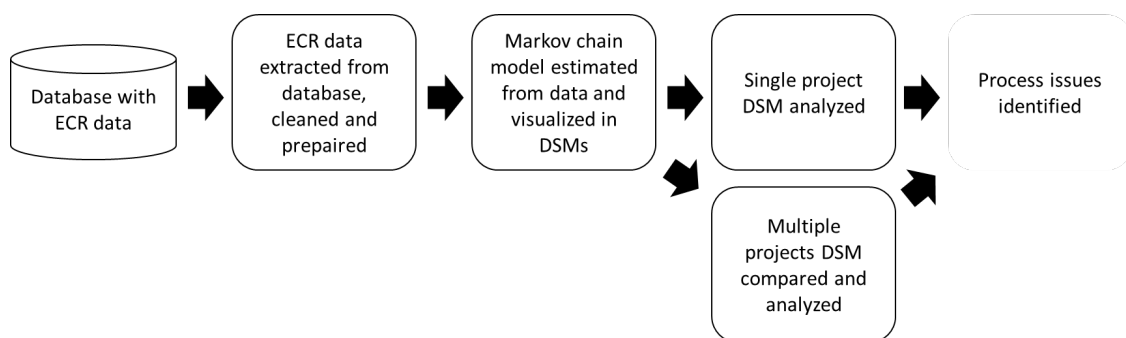 Database with
ECR data
ECR data
extracted from
database,
cleaned and
prepaired
Markov chain
model estimated
from data and
visualized in
DSMs
Single project
DSM analyzed
Multiple
projects DSM
compared and
analyzed
Process issues
identified